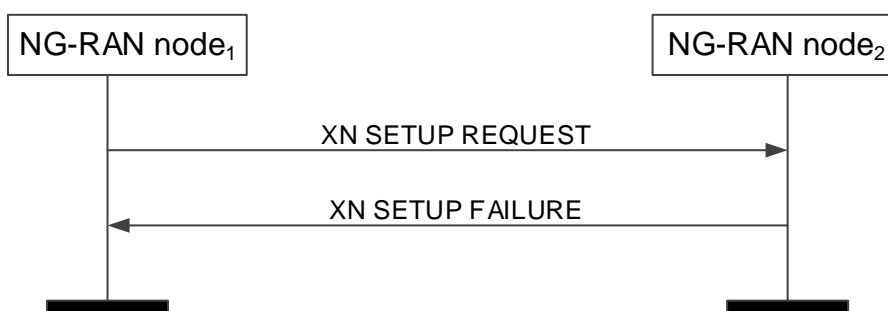 NG-RAN node₁
NG-RAN node₂
XN SETUP REQUEST
XN SETUP FAILURE